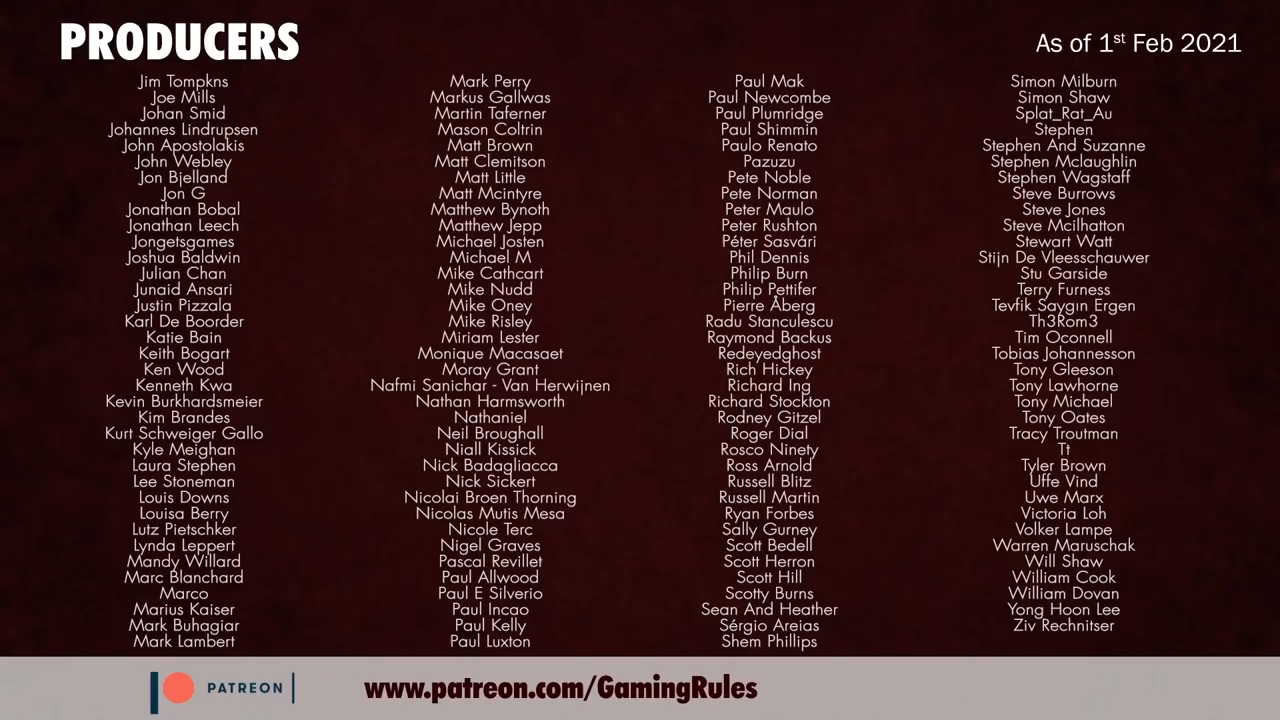 PRODUCERS
As of 1st Feb 2021
Jim Tompkns
Joe Mills
Johan Smid
Johannes Lindrupsen
John Apostolakis
John Webley
Jon Bjelland
Jon G
Jonathan Bobal
Jonathan Leech
Jongetsgames
Joshua Baldwin
Julian Chan
Junaid Ansari
Justin Pizzala
Karl De Boorder
Katie Bain
Keith Bogart
Ken Wood
Kenneth Kwa
Kevin Burkhardsmeier
Kim Brandes
Kurt Schweiger Gallo
Kyle Meighan
Laura Stephen
Lee Stoneman
Louis Downs
Louisa Berry
Lutz Pietschker
Lynda Leppert
Mandy Willard
Marc Blanchard
Marco
Marius Kaiser
Mark Buhagiar
Mark Lambert
Mark Perry
Markus Gallwas
Martin Taferner
Mason Coltrin
Matt Brown
Matt Clemitson
Matt Little
Matt Mcintyre
Matthew Bynoth
Matthew Jepp
Michael Josten
Michael M
Mike Cathcart
Mike Nudd
Mike Oney
Mike Risley
Miriam Lester
Monique Macasaet
Moray Grant
Nafmi Sanichar - Van Herwijnen
Nathan Harmsworth
Nathaniel
Neil Broughall
Niall Kissick
Nick Badagliacca
Nick Sickert
Nicolai Broen Thorning
Nicolas Mutis Mesa
Nicole Terc
Nigel Graves
Pascal Revillet
Paul Allwood
Paul E Silverio
Paul Incao
Paul Kelly
Paul Luxton
Paul Mak
Paul Newcombe
Paul Plumridge
Paul Shimmin
Paulo Renato
Pazuzu
Pete Noble
Pete Norman
Peter Maulo
Peter Rushton
Péter Sasvári
Phil Dennis
Philip Burn
Philip Pettifer
Pierre Åberg
Radu Stanculescu
Raymond Backus
Redeyedghost
Rich Hickey
Richard Ing
Richard Stockton
Rodney Gitzel
Roger Dial
Rosco Ninety
Ross Arnold
Russell Blitz
Russell Martin
Ryan Forbes
Sally Gurney
Scott Bedell
Scott Herron
Scott Hill
Scotty Burns
Sean And Heather
Sérgio Areias
Shem Phillips
Simon Milburn
Simon Shaw
Splat_Rat_Au
Stephen
Stephen And Suzanne
Stephen Mclaughlin
Stephen Wagstaff
Steve Burrows
Steve Jones
Steve Mcilhatton
Stewart Watt
Stijn De Vleesschauwer
Stu Garside
Terry Furness
Tevfik Saygın Ergen
Th3Rom3
Tim Oconnell
Tobias Johannesson
Tony Gleeson
Tony Lawhorne
Tony Michael
Tony Oates
Tracy Troutman
Tt
Tyler Brown
Uffe Vind
Uwe Marx
Victoria Loh
Volker Lampe
Warren Maruschak
Will Shaw
William Cook
William Dovan
Yong Hoon Lee
Ziv Rechnitser
PATREON
www.patreon.com/GamingRules